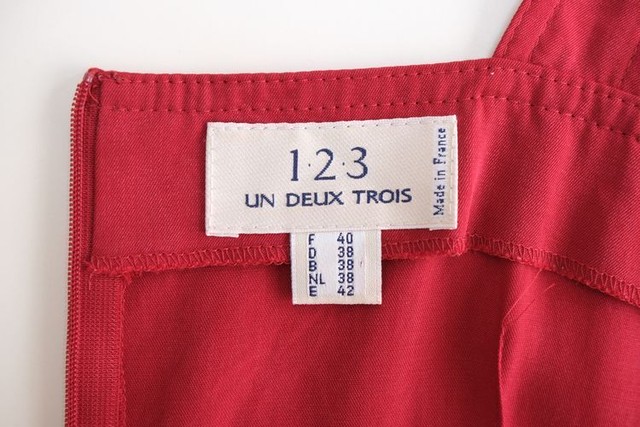 1·2·3
UN DEUX TROIS
Made in France
F 40
D 38
B 38
NL 38
E 42